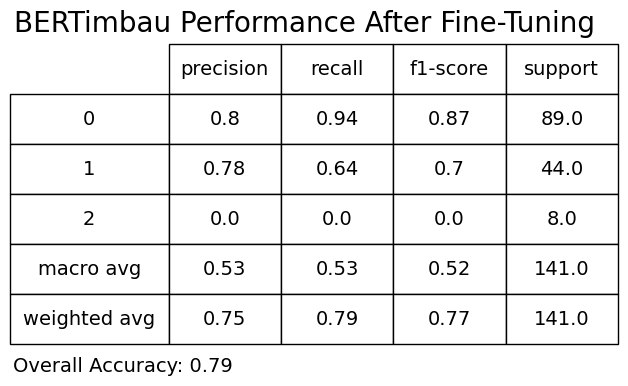 BERTimbau Performance After Fine-Tuning
precision recall f1-score support
0 0.8 0.94 0.87 89.0
1 0.78 0.64 0.7 44.0
2 0.0 0.0 0.0 8.0
macro avg 0.53 0.53 0.52 141.0
weighted avg 0.75 0.79 0.77 141.0
Overall Accuracy: 0.79